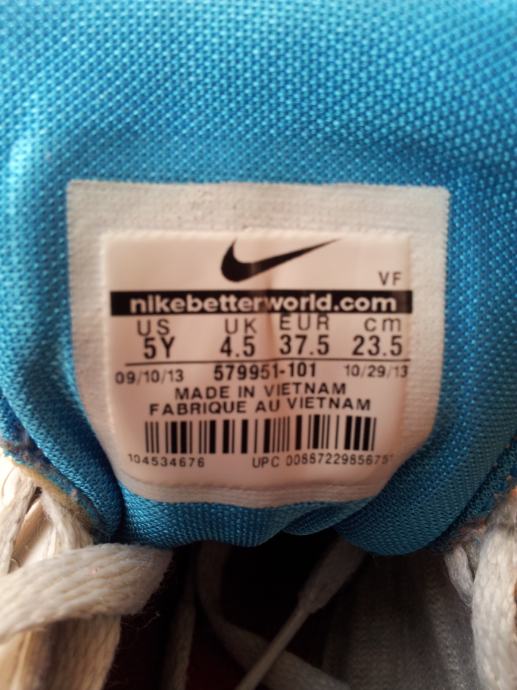 VF
nikebetterworld.com
US UK EUR cm
5Y 4.5 37.5 23.5
09/10/13 579951-101 10/29/13
MADE IN VIETNAM
FABRIQUE AU VIETNAM
104534676 UPC